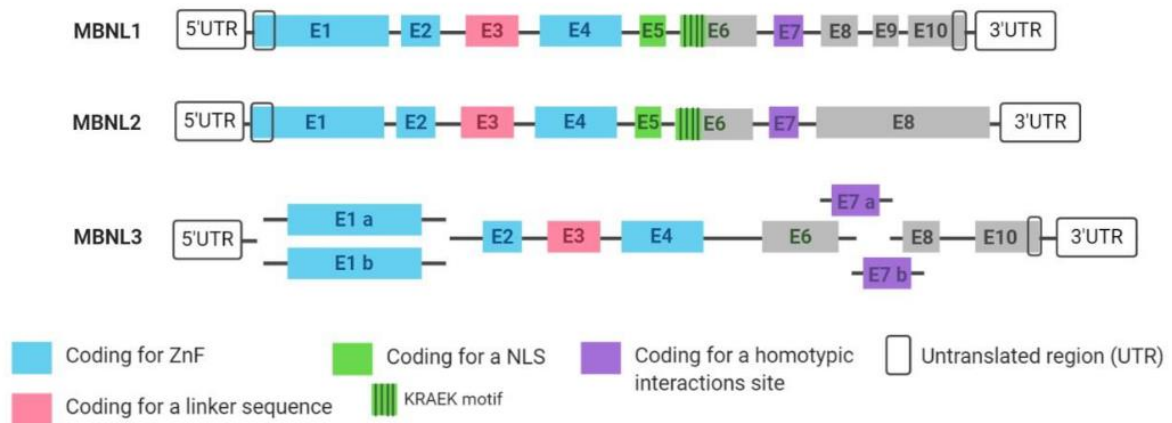 MBNL1 5'UTR E1 E2 E3 E4 E5 E6 E7 E8 E9 E10 3'UTR
MBNL2 5'UTR E1 E2 E3 E4 E5 E6 E7 E8 3'UTR
E7 a
E1 a
MBNL3 5'UTR E2 E3 E4 E6 E8 E10 3'UTR
E1 b
E7 b
Coding for ZnF
Coding for a NLS
Coding for a homotypic
interactions site
Untranslated region (UTR)
Coding for a linker sequence
KRAEK motif